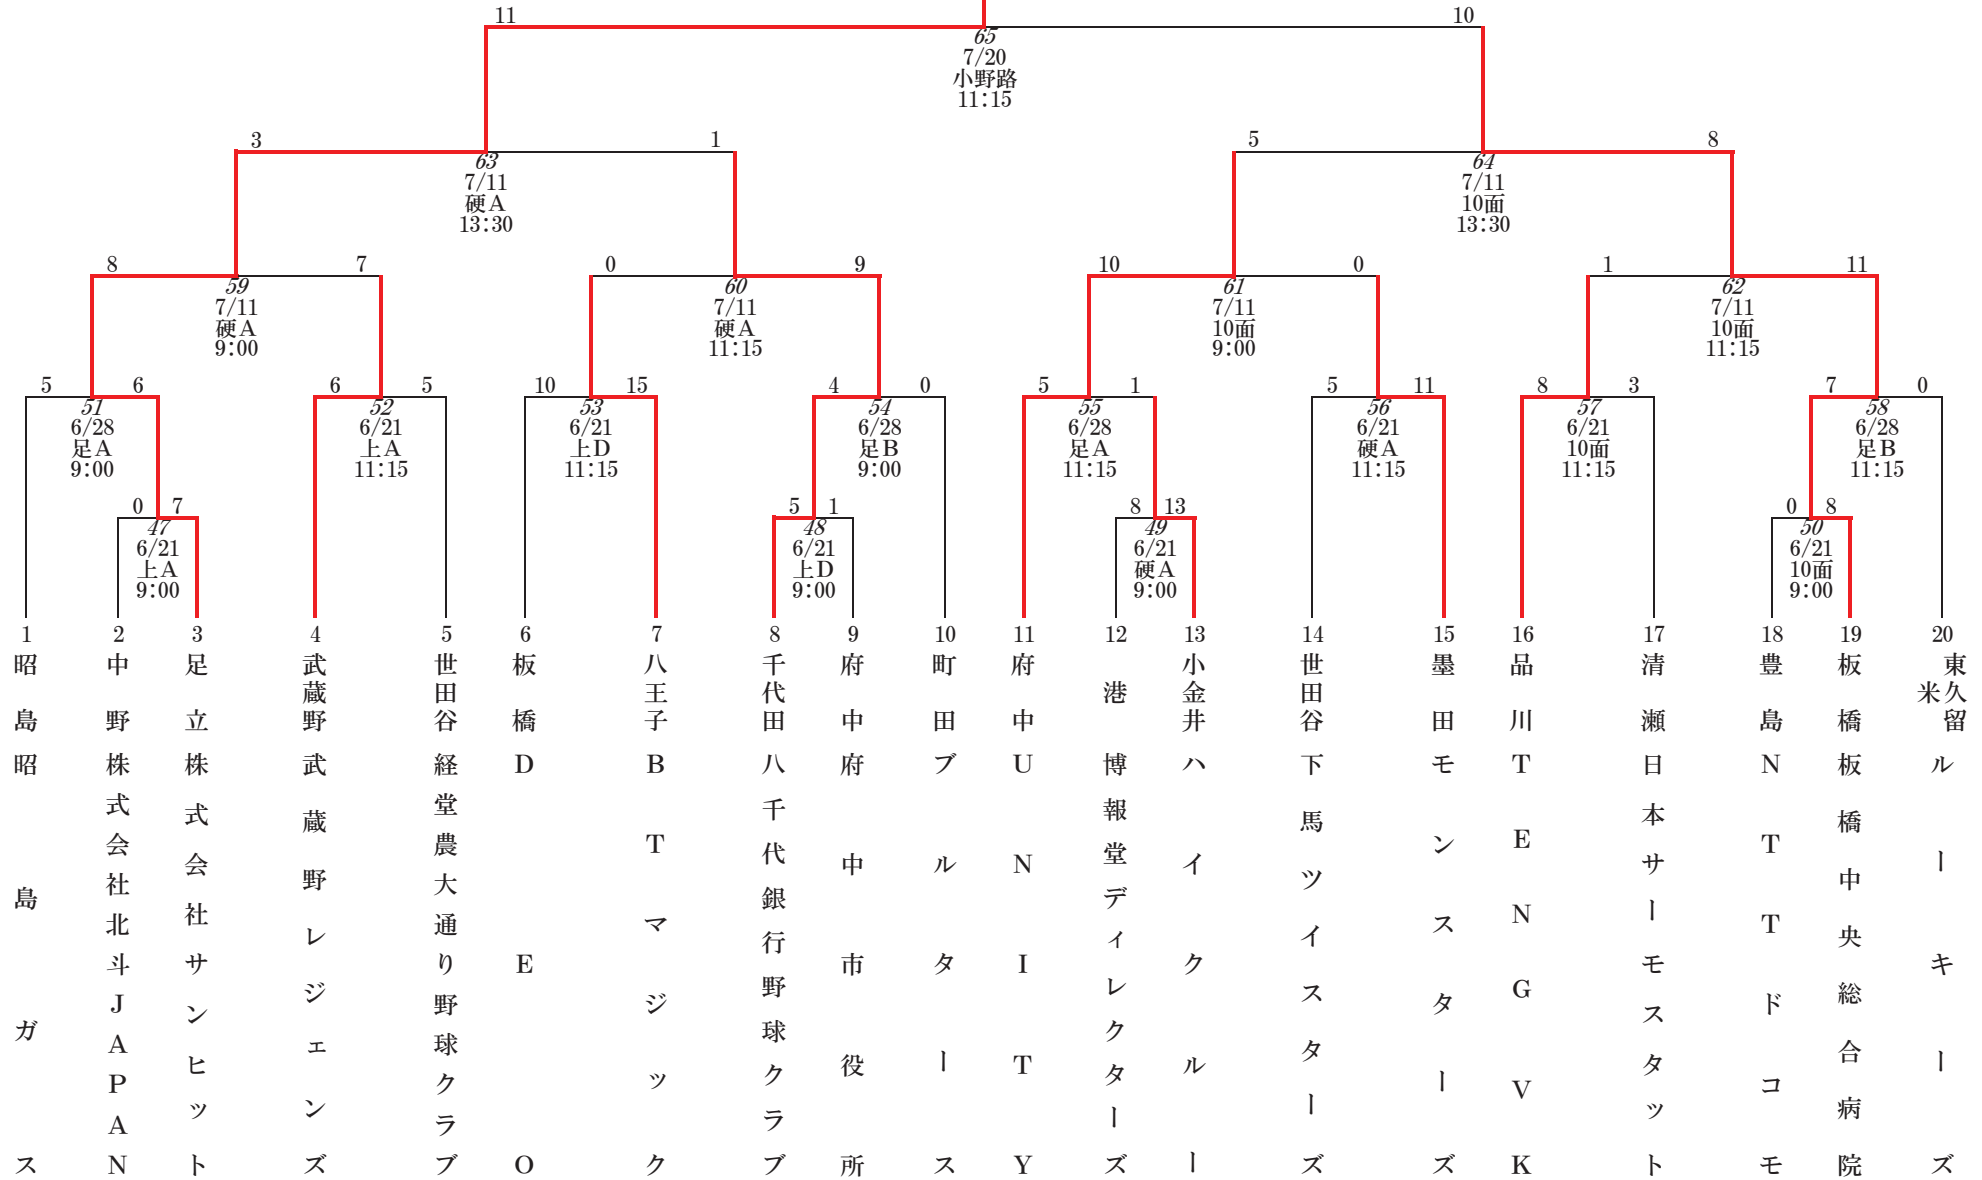 11 10
65
7/20
小野路
11:15
3 1 5 8
63 64
7/11 7/11
硬A 10面
13:30 13:30
8 7 0 9 10 0 1 11
59 60 61 62
7/11 7/11 7/11 7/11
硬A 硬A 10面 10面
9:00 11:15 9:00 11:15
5 6 6 5 10 15 4 0 5 1 5 11 8 3 7 0
51 52 53 54 55 56 57 58
6/28 6/21 6/21 6/28 6/28 6/21 6/21 6/28
足A 上A 上D 足B 足A 硬A 10面 足B
9:00 11:15 11:15 9:00 11:15 11:15 11:15 11:15
0 7 5 1 8 13 0 8
47 48 49 50
6/21 6/21 6/21 6/21
上A 上D 硬A 10面
9:00 9:00 9:00 9:00
1 昭島 昭島ガス
2 中野 株式会社北斗JAPAN
3 足立 株式会社サンヒット
4 武蔵野 武蔵野レジェンズ
5 世田谷 経堂農大通り野球クラブ
6 板橋 DEO
7 八王子 BTマジック
8 千代田 八千代銀行野球クラブ
9 府中 府中市役所
10 町田 ブルタース
11 府中 UNITY
12 港 博報堂ディレクターズ
13 小金井 ハイクルー
14 世田谷 下馬ツイスターズ
15 墨田 モンスターズ
16 品川 TENGVK
17 清瀬 日本サーモスタット
18 豊島 NTTドコモ
19 板橋 板橋中央総合病院
20 東久留米 ルーキーズ